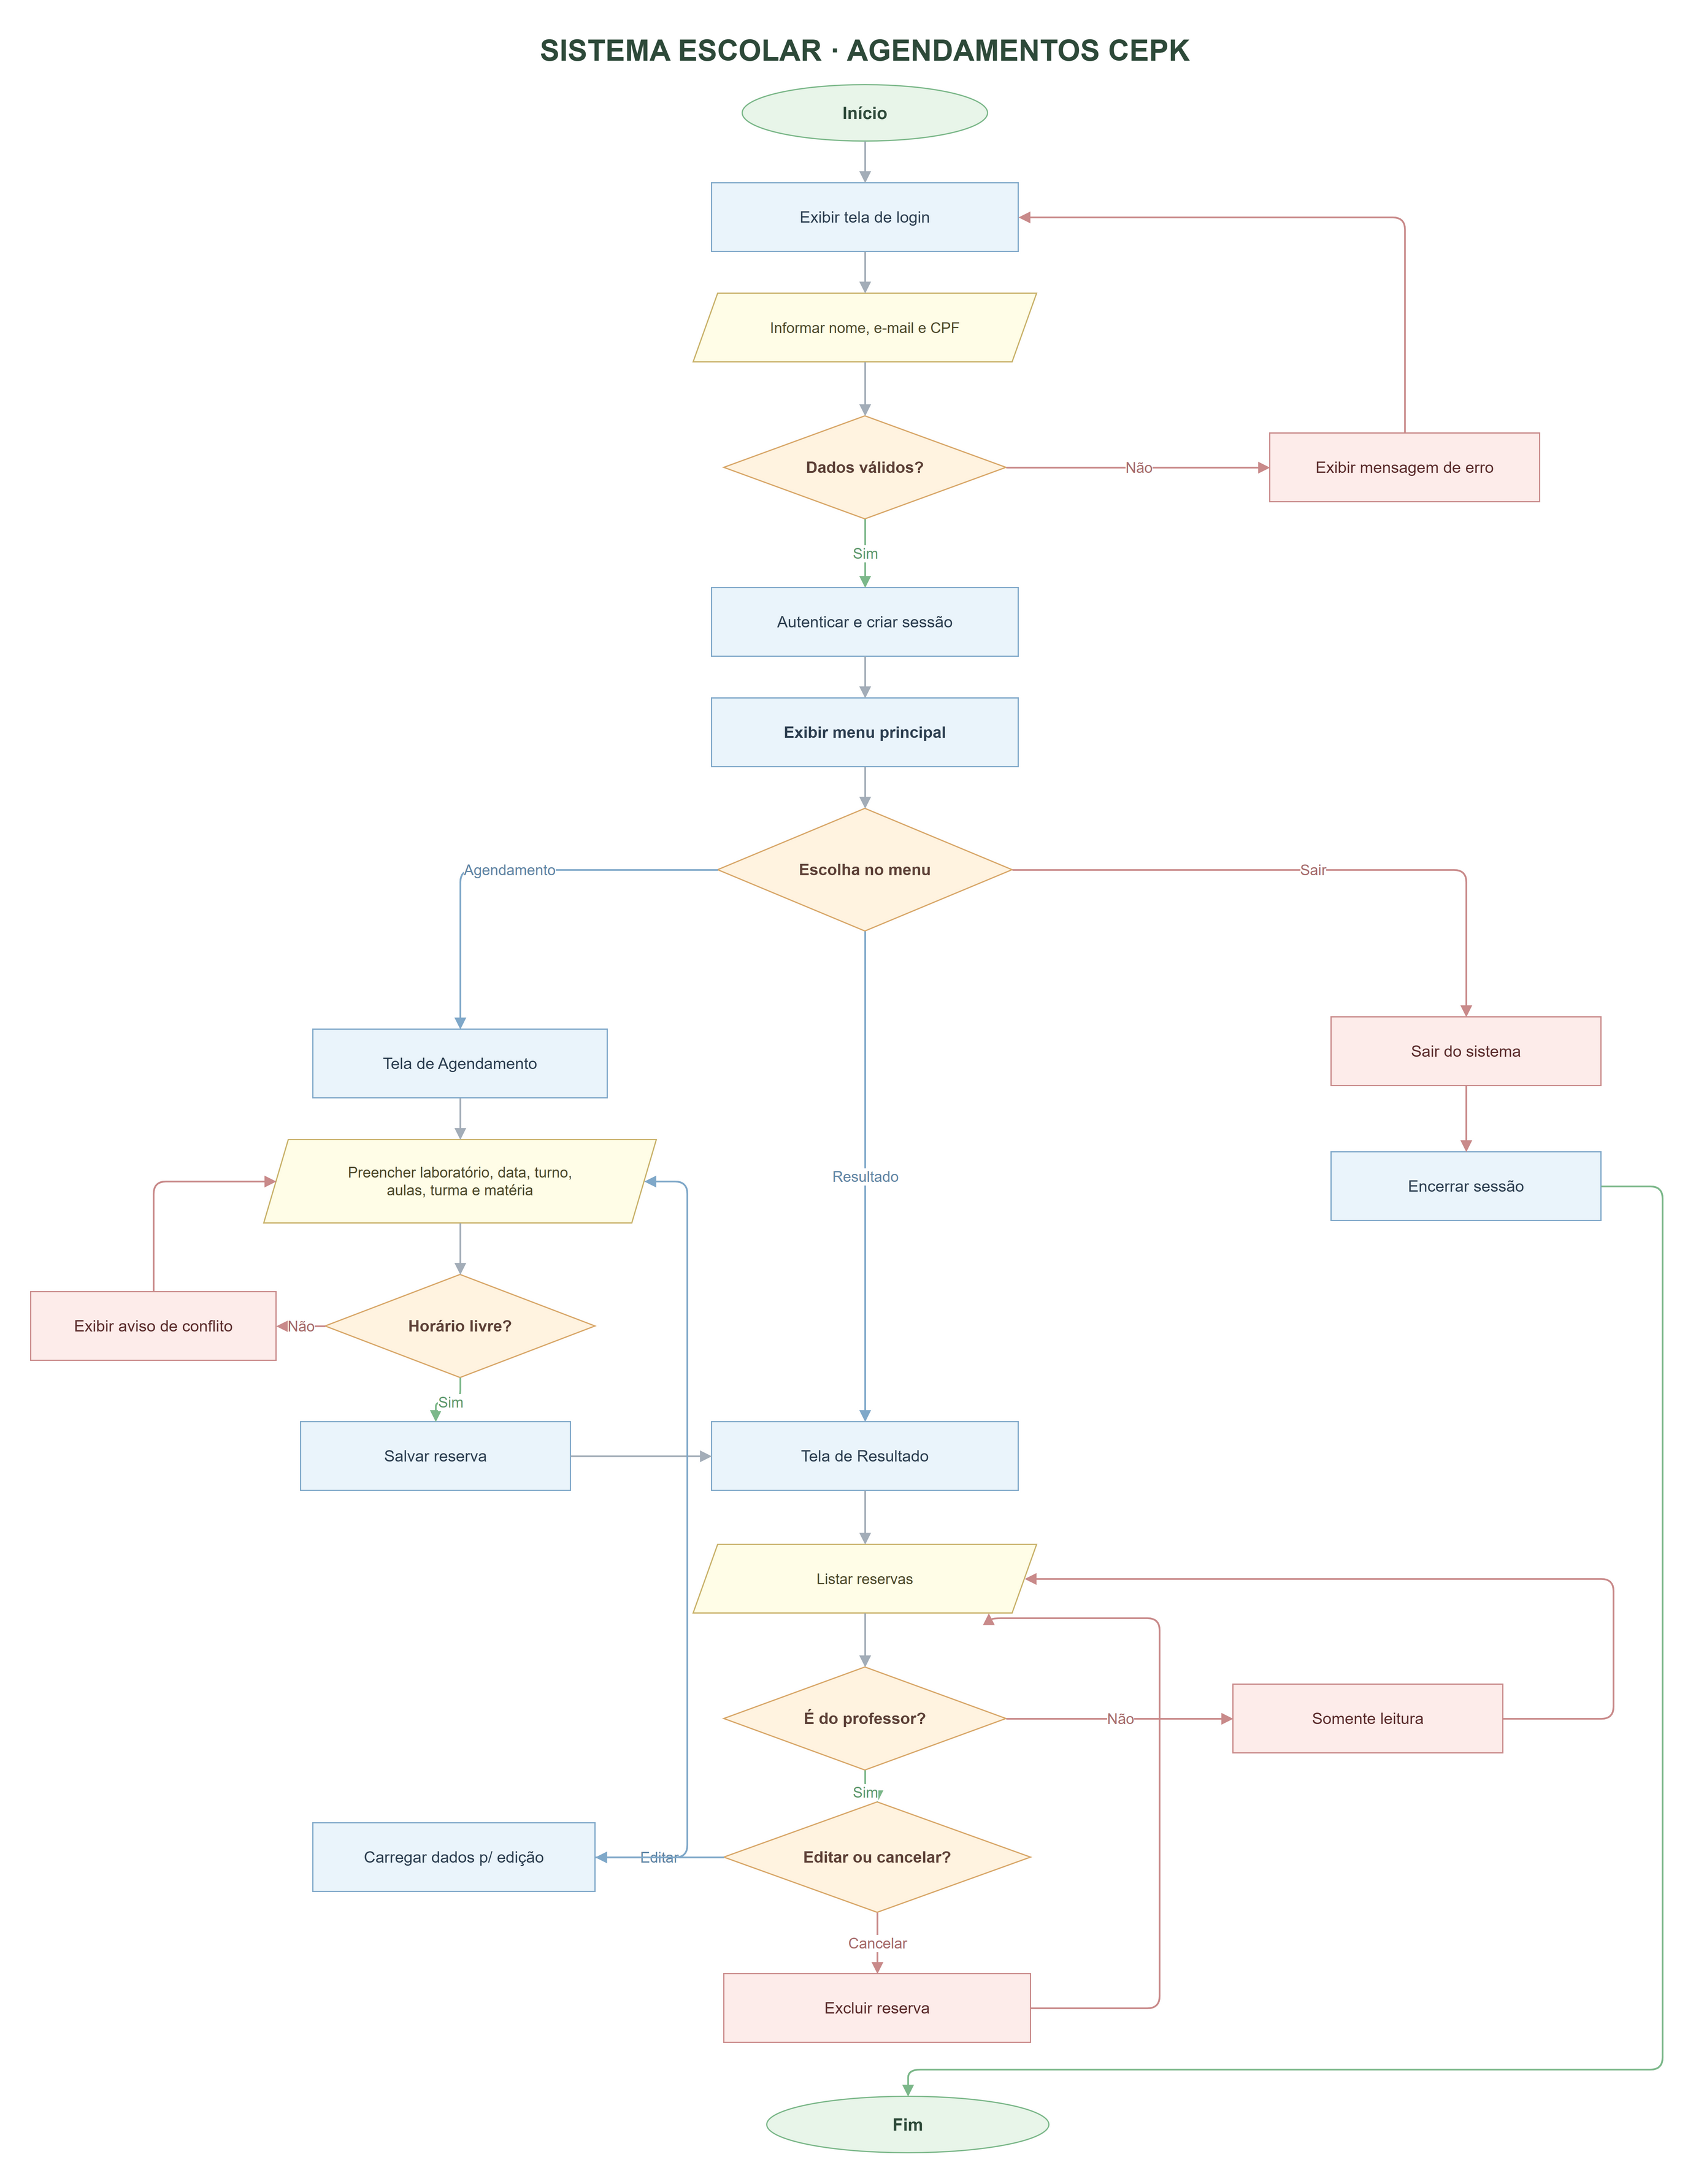 SISTEMA ESCOLAR · AGENDAMENTOS CEPK
Início
Exibir tela de login
Informar nome, e-mail e CPF
Dados válidos?
Não
Exibir mensagem de erro
Sim
Autenticar e criar sessão
Exibir menu principal
Escolha no menu
Agendamento
Sair
Sair do sistema
Tela de Agendamento
Preencher laboratório, data, turno,
aulas, turma e matéria
Resultado
Encerrar sessão
Exibir aviso de conflito
Não
Horário livre?
Sim
Salvar reserva
Tela de Resultado
Listar reservas
É do professor?
Não
Somente leitura
Sim
Carregar dados p/ edição
Editar
Editar ou cancelar?
Cancelar
Excluir reserva
Fim